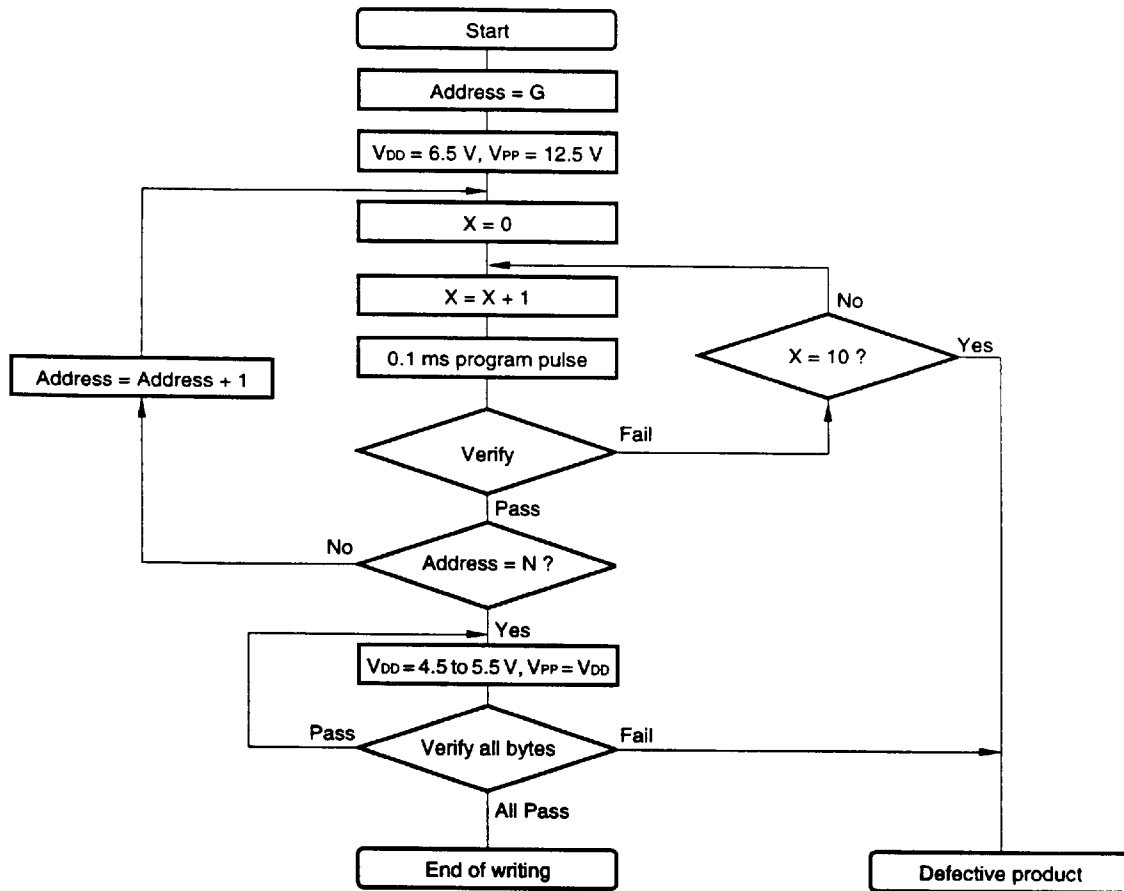 Start
Address = G
VDD = 6.5 V, VPP = 12.5 V
X = 0
X = X + 1
No
0.1 ms program pulse
X = 10 ?
Yes
Address = Address + 1
Fail
Verify
Pass
No
Address = N ?
Yes
VDD = 4.5 to 5.5 V, VPP = VDD
Pass
Verify all bytes
Fail
All Pass
End of writing
Defective product